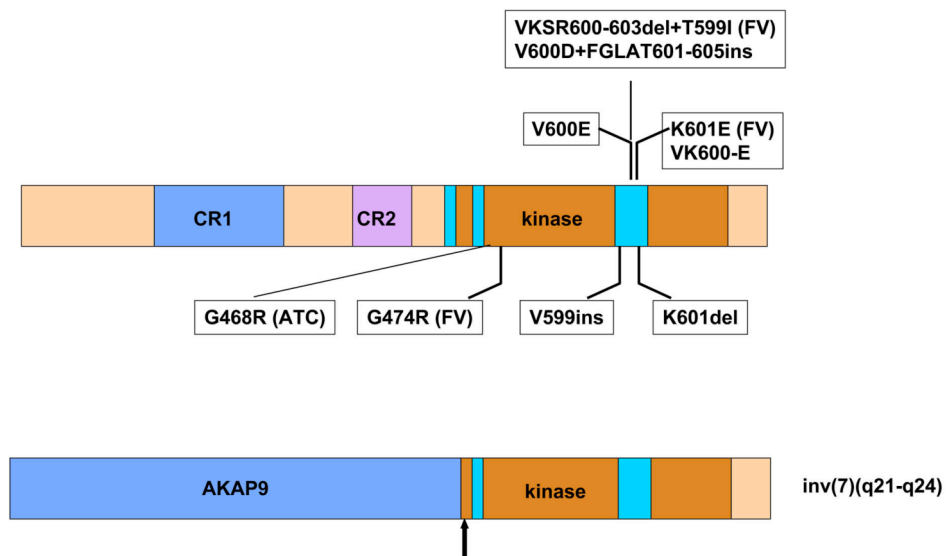 VKSR600-603del+T599I (FV)
V600D+FGLAT601-605ins
V600E
K601E (FV)
VK600-E
CR1
CR2
kinase
G468R (ATC)
G474R (FV)
V599ins
K601del
AKAP9
kinase
inv(7)(q21-q24)